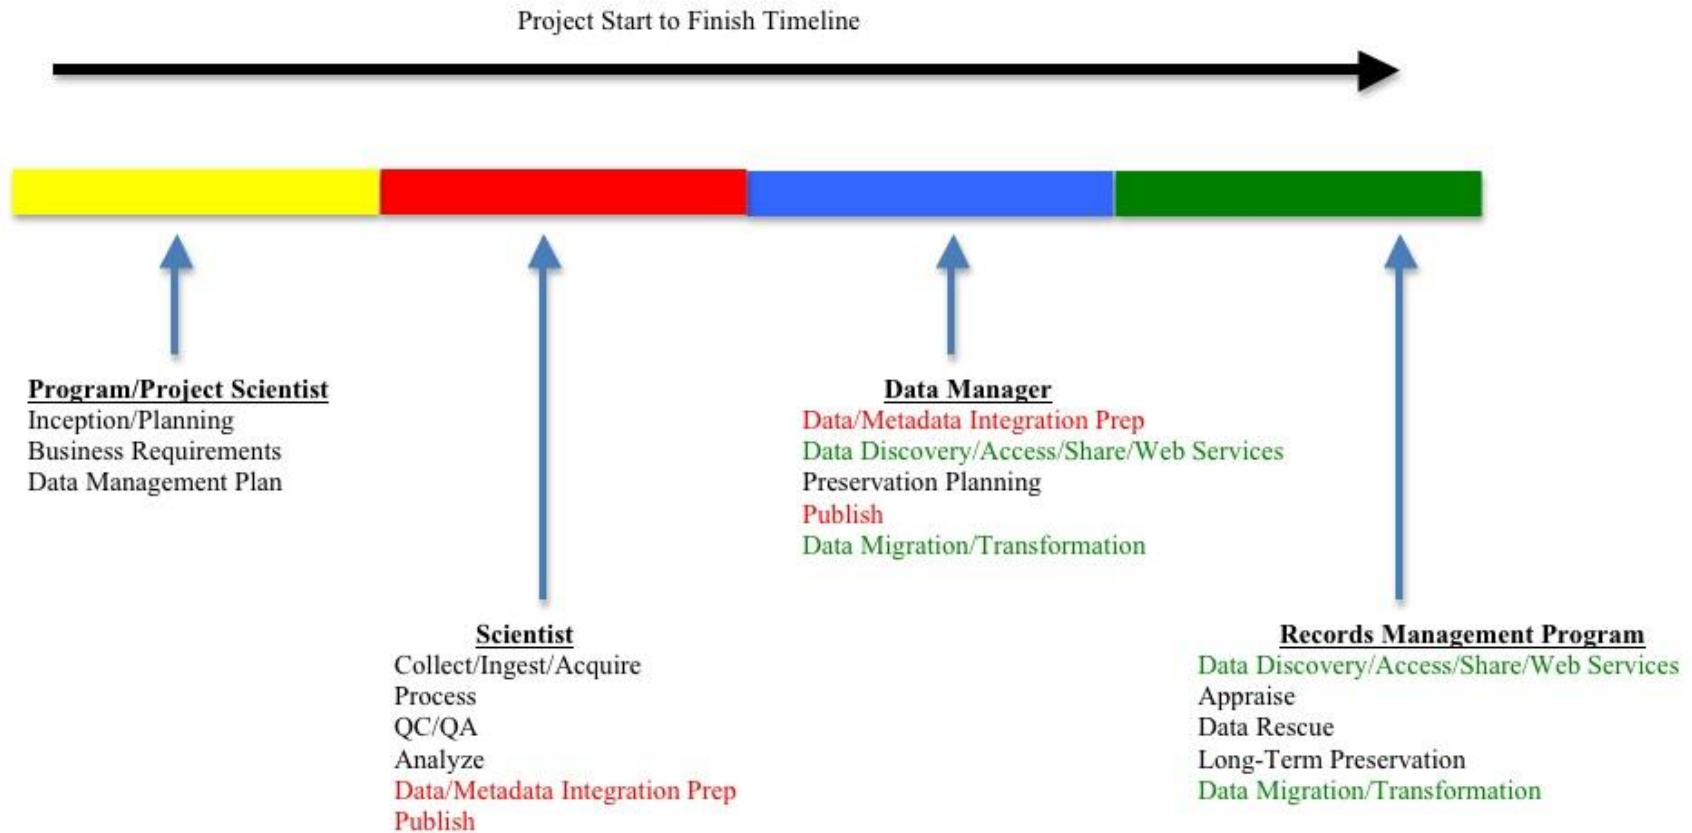 Project Start to Finish Timeline
Program/Project Scientist
Inception/Planning
Business Requirements
Data Management Plan
Scientist
Collect/Ingest/Acquire
Process
QC/QA
Analyze
Data/Metadata Integration Prep
Publish
Data Manager
Data/Metadata Integration Prep
Data Discovery/Access/Share/Web Services
Preservation Planning
Publish
Data Migration/Transformation
Records Management Program
Data Discovery/Access/Share/Web Services
Appraise
Data Rescue
Long-Term Preservation
Data Migration/Transformation